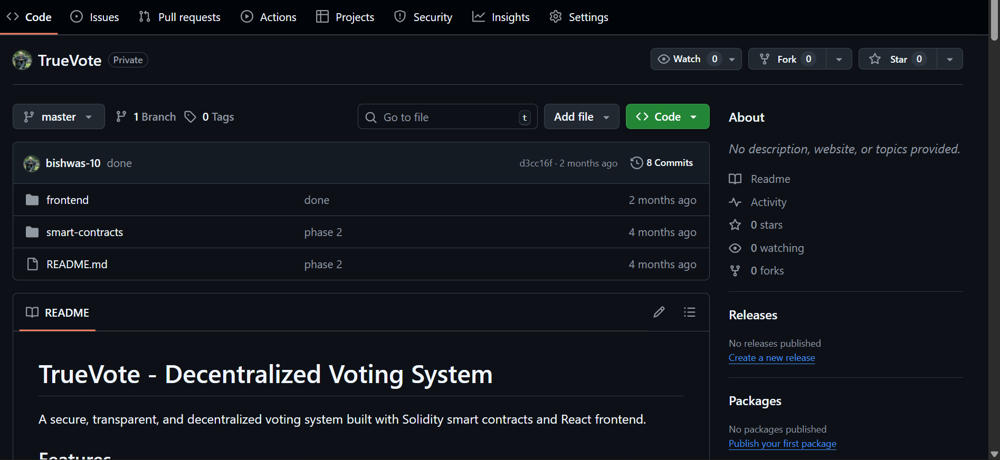 Code Issues Pull requests Actions Projects Security Insights Settings
TrueVote Private
Watch 0 Fork 0 Star 0
master 1 Branch 0 Tags Go to file t Add file Code
bishwas-10 done d3cc16f · 2 months ago 8 Commits
frontend done 2 months ago
smart-contracts phase 2 4 months ago
README.md phase 2 4 months ago
README
TrueVote - Decentralized Voting System
A secure, transparent, and decentralized voting system built with Solidity smart contracts and React frontend.
Features
About
No description, website, or topics provided.
Readme
Activity
0 stars
0 watching
0 forks
Releases
No releases published
Create a new release
Packages
No packages published
Publish your first package